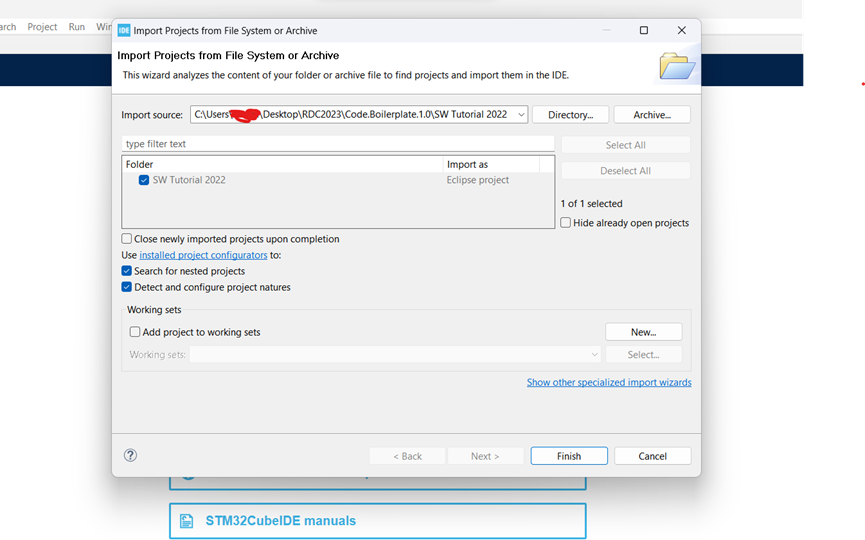 arch Project Run Win
IDE Import Projects from File System or Archive
Import Projects from File System or Archive
This wizard analyzes the content of your folder or archive file to find projects and import them in the IDE.
Import source: C:\Users\ \Desktop\RDC2023\Code.Boilerplate.1.0\SW Tutorial 2022 Directory... Archive...
type filter text Select All
Folder Import as
Deselect All
SW Tutorial 2022 Eclipse project
1 of 1 selected
Hide already open projects
Close newly imported projects upon completion
Use installed project configurators to:
Search for nested projects
Detect and configure project natures
Working sets
Add project to working sets New...
Working sets: Select...
Show other specialized import wizards
? < Back Next > Finish Cancel
STM32CubeIDE manuals